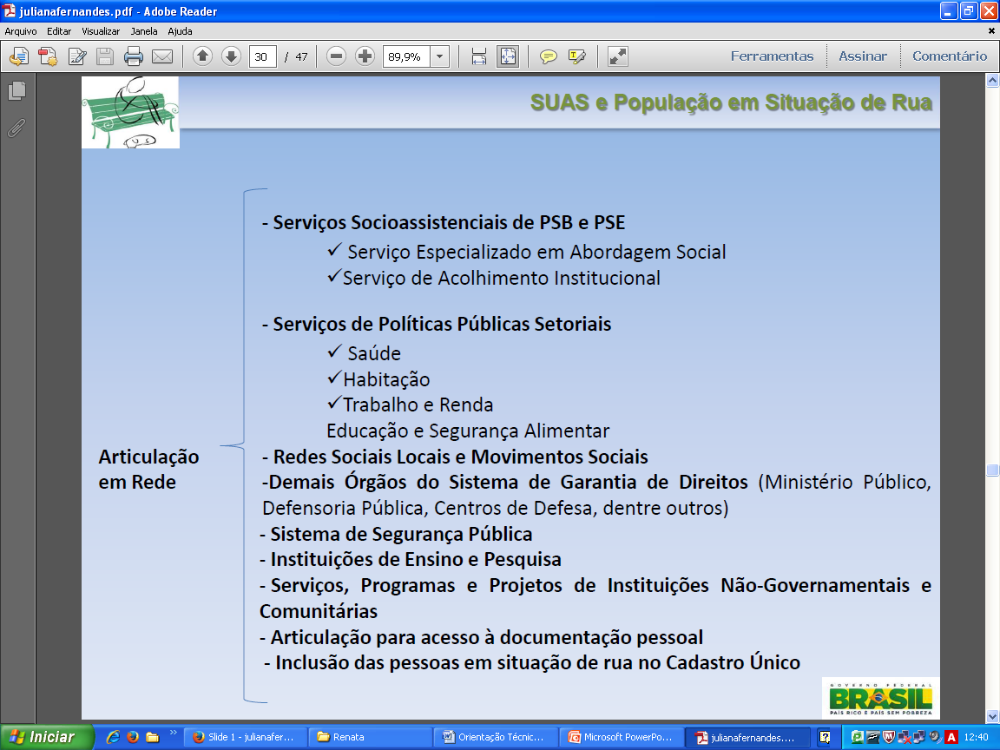 julianafernandes.pdf - Adobe Reader
Arquivo Editar Visualizar Janela Ajuda
30 / 47 89,9% Ferramentas Assinar Comentário
SUAS e População em Situação de Rua
- Serviços Socioassistenciais de PSB e PSE
✓ Serviço Especializado em Abordagem Social
✓Serviço de Acolhimento Institucional
- Serviços de Políticas Públicas Setoriais
✓ Saúde
✓Habitação
✓Trabalho e Renda
Educação e Segurança Alimentar
Articulação
em Rede
- Redes Sociais Locais e Movimentos Sociais
-Demais Órgãos do Sistema de Garantia de Direitos (Ministério Público,
Defensoria Pública, Centros de Defesa, dentre outros)
- Sistema de Segurança Pública
- Instituições de Ensino e Pesquisa
- Serviços, Programas e Projetos de Instituições Não-Governamentais e
Comunitárias
- Articulação para acesso à documentação pessoal
- Inclusão das pessoas em situação de rua no Cadastro Único
GOVERNO FEDERAL
BRASIL
PAÍS RICO É PAÍS SEM POBREZA
Iniciar Slide 1 - julianafer... Renata Orientação Técnic... Microsoft PowerPo... julianafernandes.... 12:40